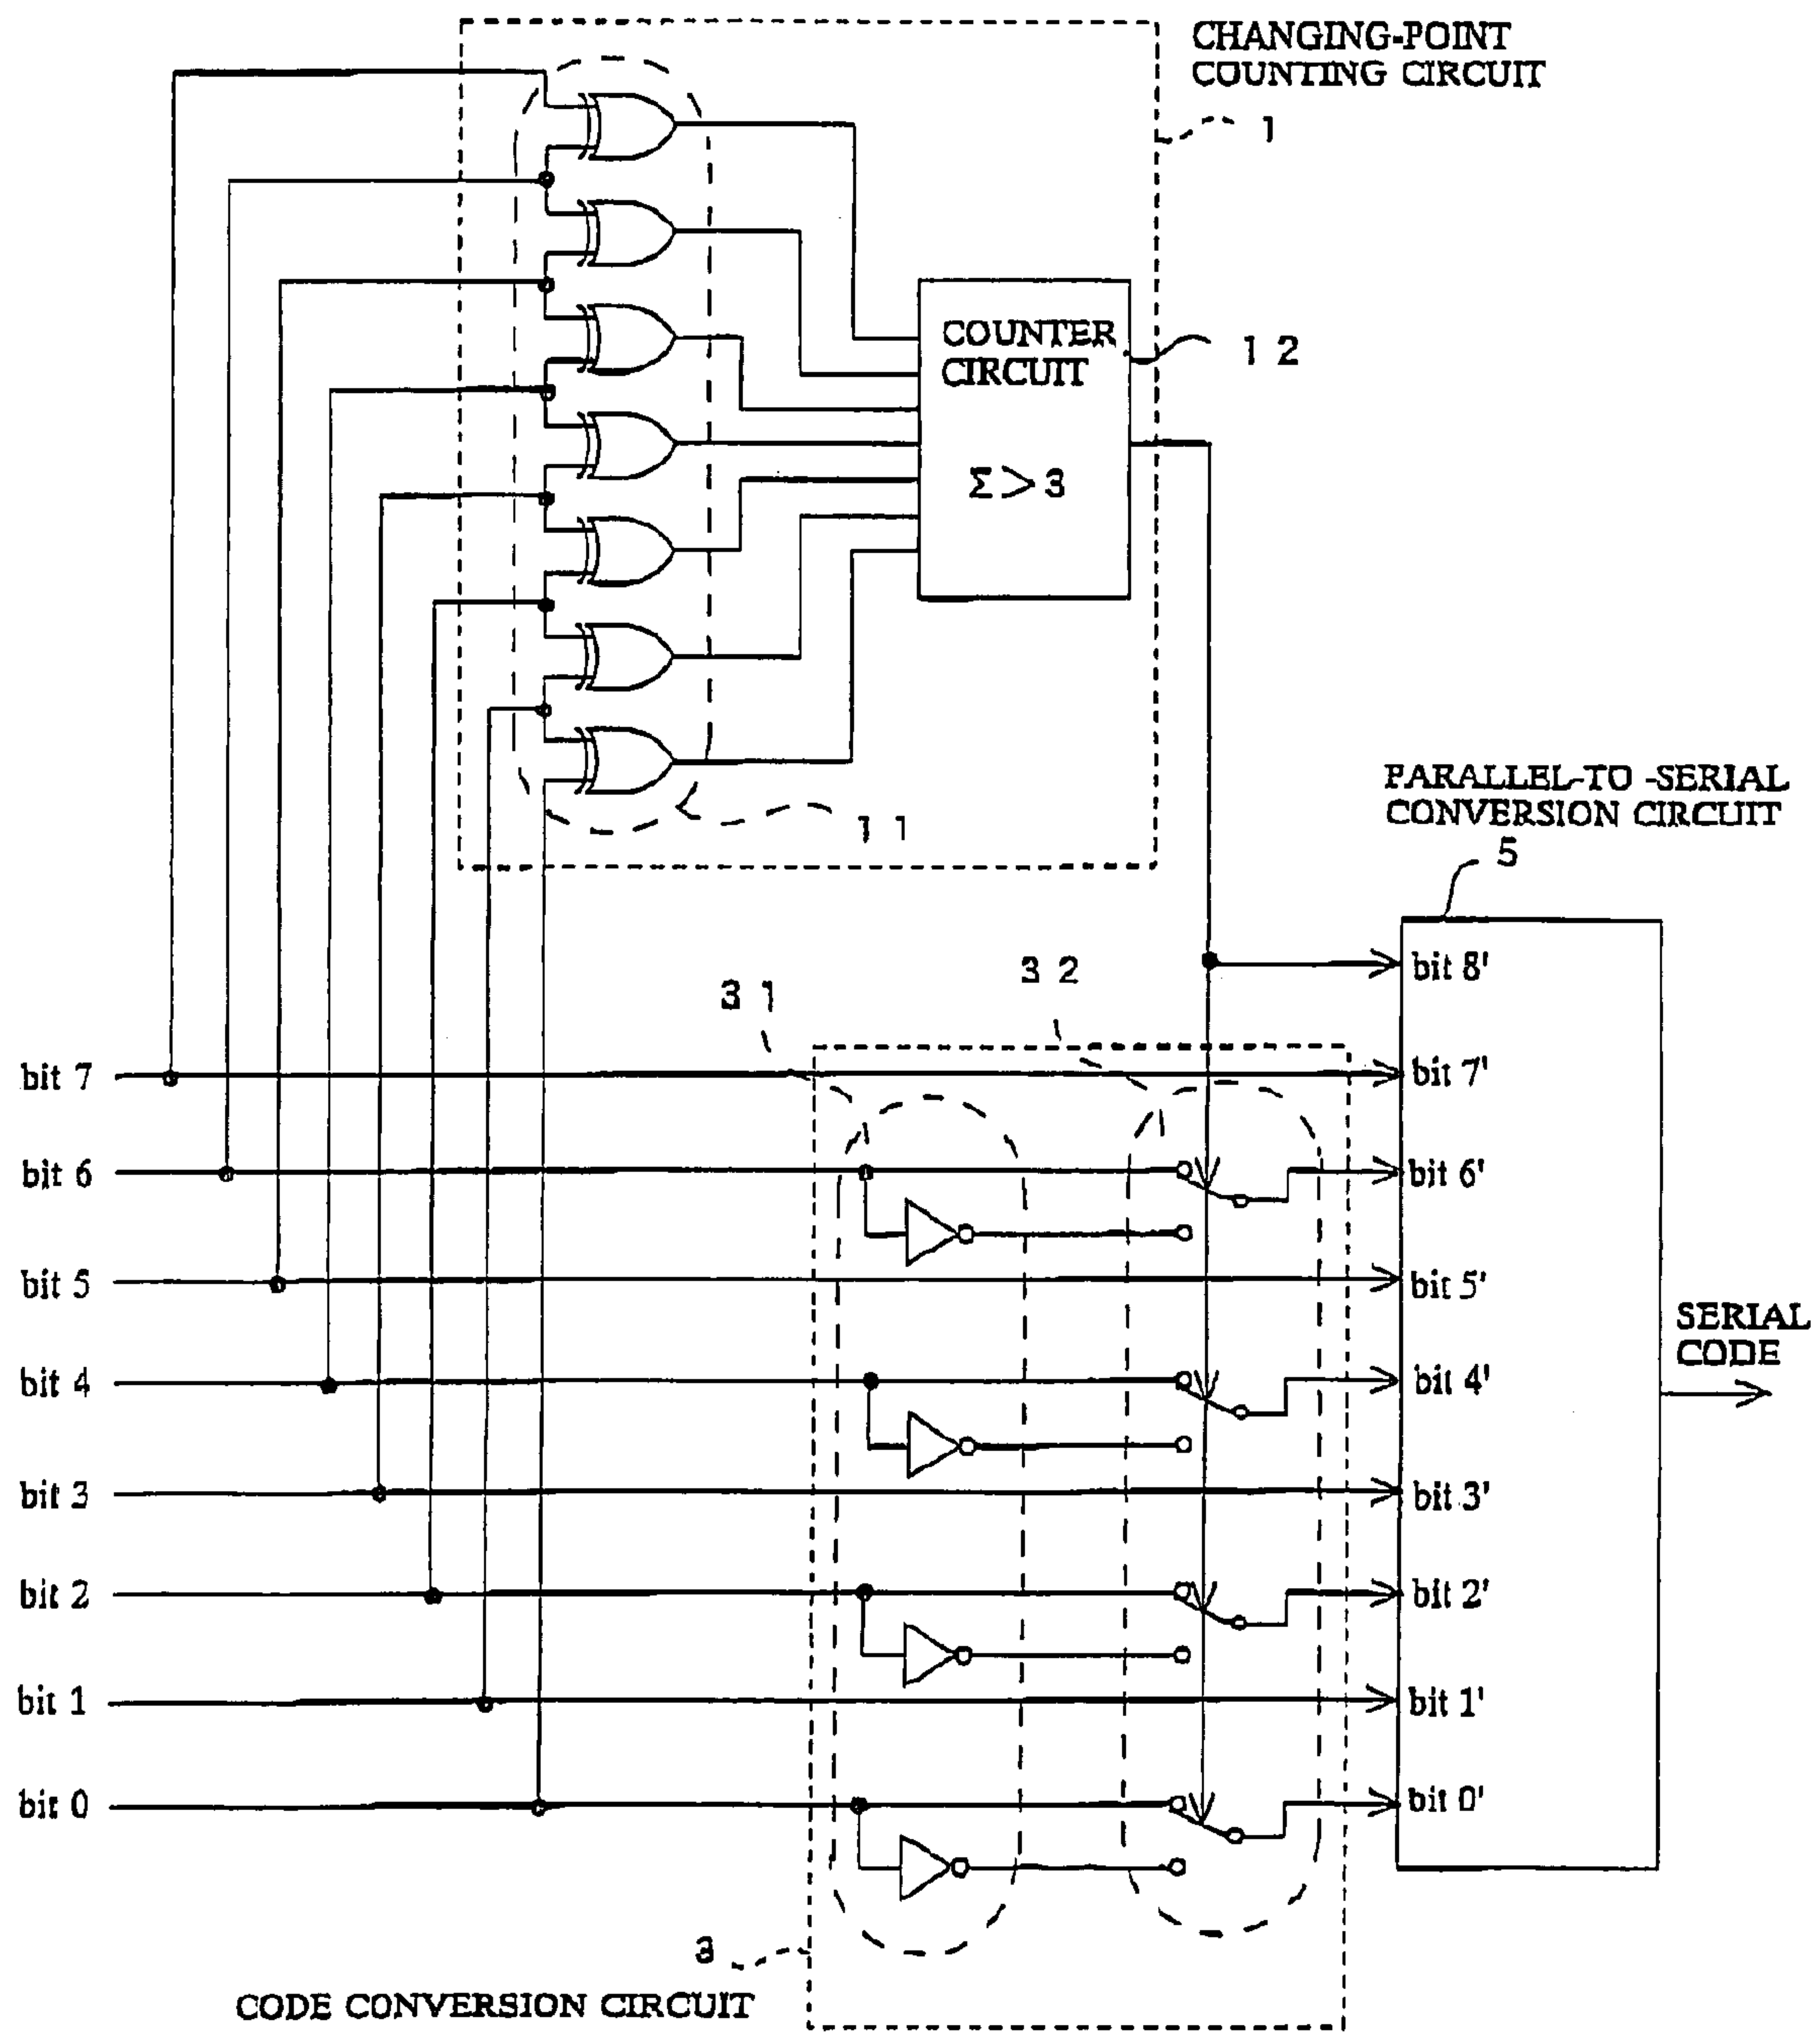 CHANGING-POINT
COUNTING CIRCUIT
1
COUNTER
CIRCUIT
Σ>3
12
11
PARALLEL-TO-SERIAL
CONVERSION CIRCUIT
5
31
32
bit 7
bit 6
bit 5
bit 4
bit 3
bit 2
bit 1
bit 0
bit 8'
bit 7'
bit 6'
bit 5'
bit 4'
bit 3'
bit 2'
bit 1'
bit 0'
SERIAL
CODE
3
CODE CONVERSION CIRCUIT